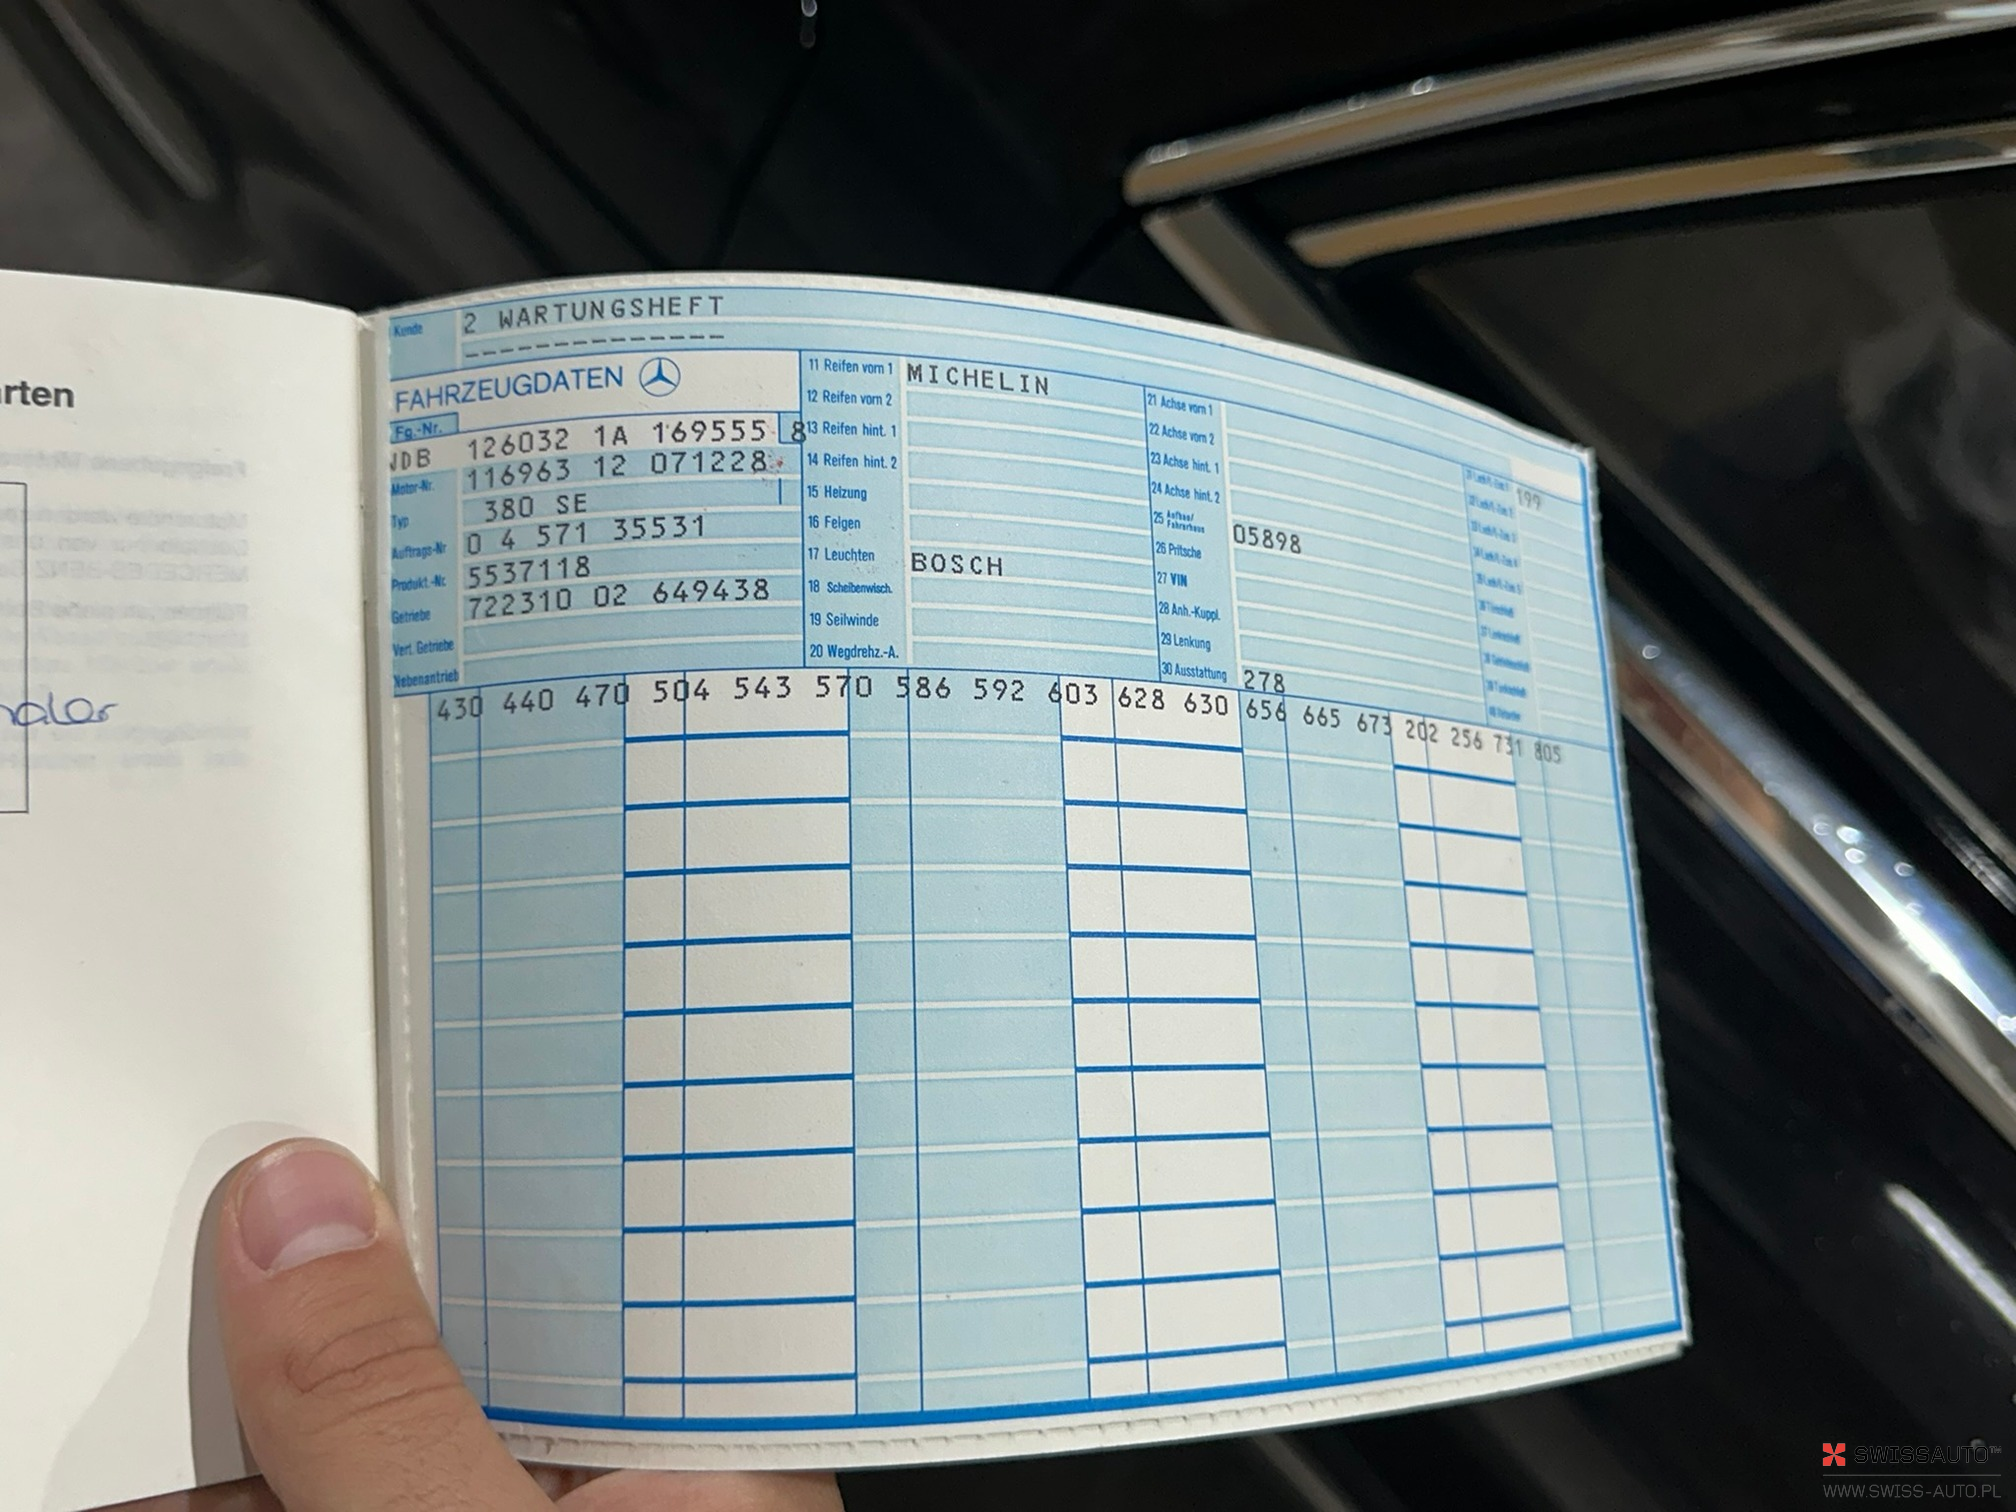 rten
2 WARTUNGSHEFT
Kunde
--------------
FAHRZEUGDATEN
Fg.-Nr.
WDB 126032 1A 169555 8
Motor-Nr. 116963 12 071228
Typ 380 SE
Auftrags-Nr 0 4 571 35531
Produkt.-Nr. 5537118
Getriebe 722310 02 649438
Vert. Getriebe
Nebenantrieb
11 Reifen vorn 1 MICHELIN
12 Reifen vorn 2
13 Reifen hint. 1
14 Reifen hint. 2
15 Heizung
16 Felgen
17 Leuchten BOSCH
18 Scheibenwisch.
19 Seilwinde
20 Wegdrehz.-A.
21 Achse vorn 1
22 Achse vorn 2
23 Achse hint. 1
24 Achse hint. 2
25 Aufbau/ Fahrerhaus 05898
26 Pritsche
27 VIN
28 Anh.-Kuppl.
29 Lenkung
30 Ausstattung 278
199
430 440 470 504 543 570 586 592 603 628 630 656 665 673 202 256 731 805
SWISSAUTO™
WWW.SWISS-AUTO.PL